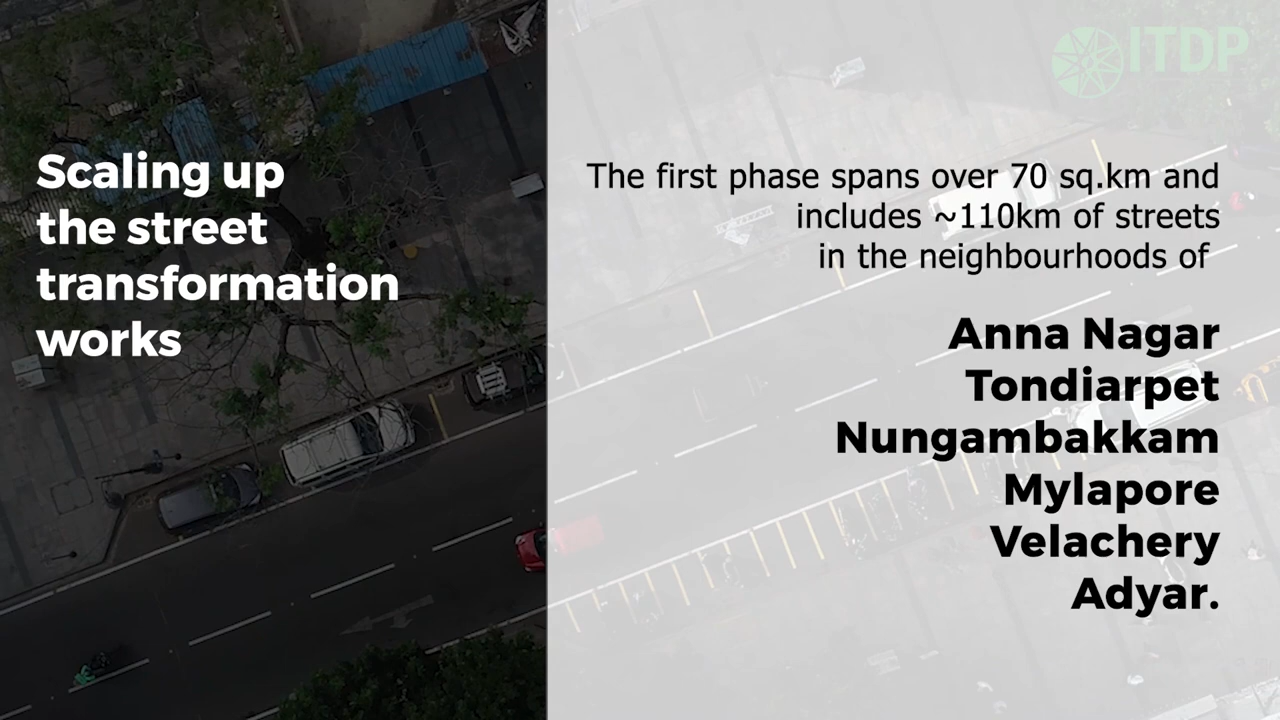 Scaling up
the street
transformation
works
ITDP
The first phase spans over 70 sq.km and
includes ~110km of streets
in the neighbourhoods of
Anna Nagar
Tondiarpet
Nungambakkam
Mylapore
Velachery
Adyar.